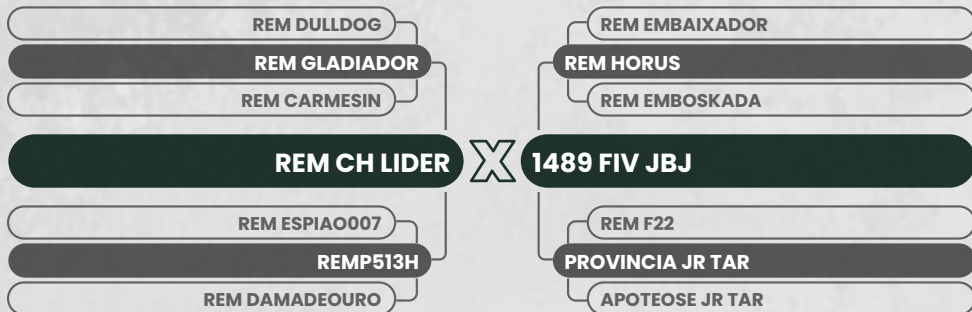 REM DULLDOG
REM GLADIADOR
REM CARMESIN
REM CH LIDER
REM ESPIAO007
REMP513H
REM DAMADEOURO
X
REM EMBAIXADOR
REM HORUS
REM EMBOSKADA
1489 FIV JBJ
REM F22
PROVINCIA JR TAR
APOTEOSE JR TAR